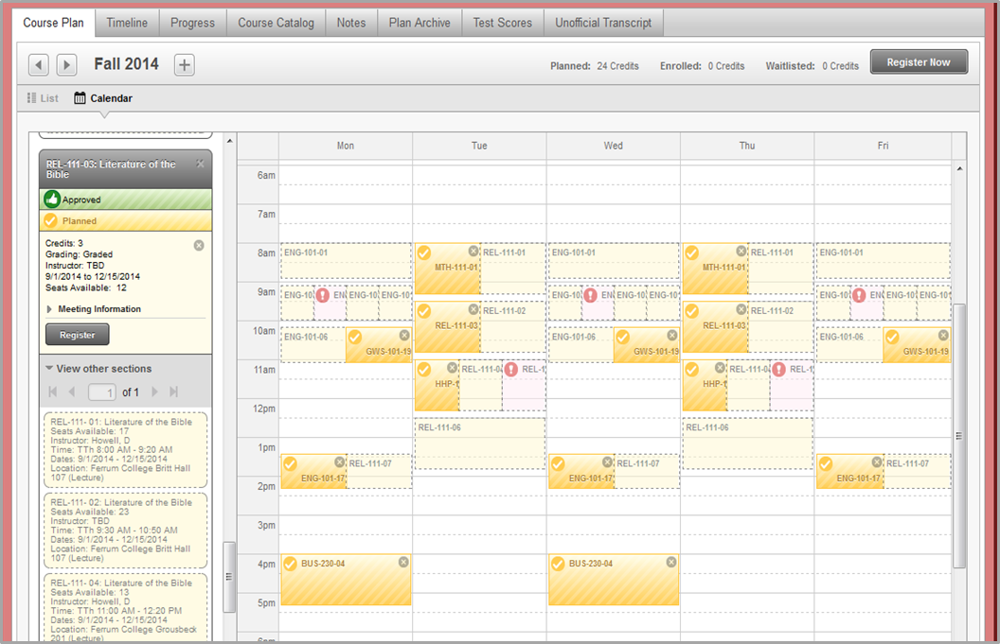 Course Plan
Timeline
Progress
Course Catalog
Notes
Plan Archive
Test Scores
Unofficial Transcript
Fall 2014
Planned: 24 Credits
Enrolled: 0 Credits
Waitlisted: 0 Credits
Register Now
List
Calendar
REL-111-03: Literature of the
Bible
Approved
Planned
Credits: 3
Grading: Graded
Instructor: TBD
9/1/2014 to 12/15/2014
Seats Available: 12
Meeting Information
Register
View other sections
1 of 1
REL-111- 01: Literature of the Bible
Seats Available: 17
Instructor: Howell, D
Time: TTh 8:00 AM - 9:20 AM
Dates: 9/1/2014 - 12/15/2014
Location: Ferrum College Britt Hall
107 (Lecture)
REL-111- 02: Literature of the Bible
Seats Available: 23
Instructor: TBD
Time: TTh 9:30 AM - 10:50 AM
Dates: 9/1/2014 - 12/15/2014
Location: Ferrum College Britt Hall
107 (Lecture)
REL-111- 04: Literature of the Bible
Seats Available: 13
Instructor: Howell, D
Time: TTh 11:00 AM - 12:20 PM
Dates: 9/1/2014 - 12/15/2014
Location: Ferrum College Grousbeck
201 (Lecture)
Mon Tue Wed Thu Fri
6am
7am
8am
ENG-101-01 REL-111-01 ENG-101-01 REL-111-01 ENG-101-01
MTH-111-01 MTH-111-01
9am
ENG-10 EN ENG-10 ENG-10 ENG-10 EN ENG-10 ENG-10 ENG-10 EN ENG-10 ENG-10
REL-111-02 REL-111-02
REL-111-03 REL-111-03
10am
ENG-101-06 ENG-101-06 ENG-101-06
GWS-101-19 GWS-101-19 GWS-101-19
11am
REL-111-04 REL-1 REL-111-04 REL-1
HHP-1 HHP-1
12pm
REL-111-06 REL-111-06
1pm
REL-111-07 REL-111-07 REL-111-07
ENG-101-17 ENG-101-17 ENG-101-17
2pm
3pm
4pm
BUS-230-04 BUS-230-04
5pm
6pm